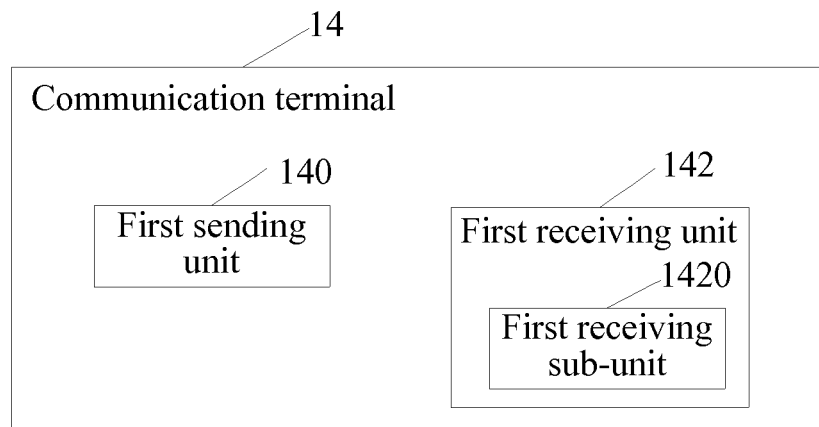 14
Communication terminal
140
142
First sending
unit
First receiving unit
1420
First receiving
sub-unit